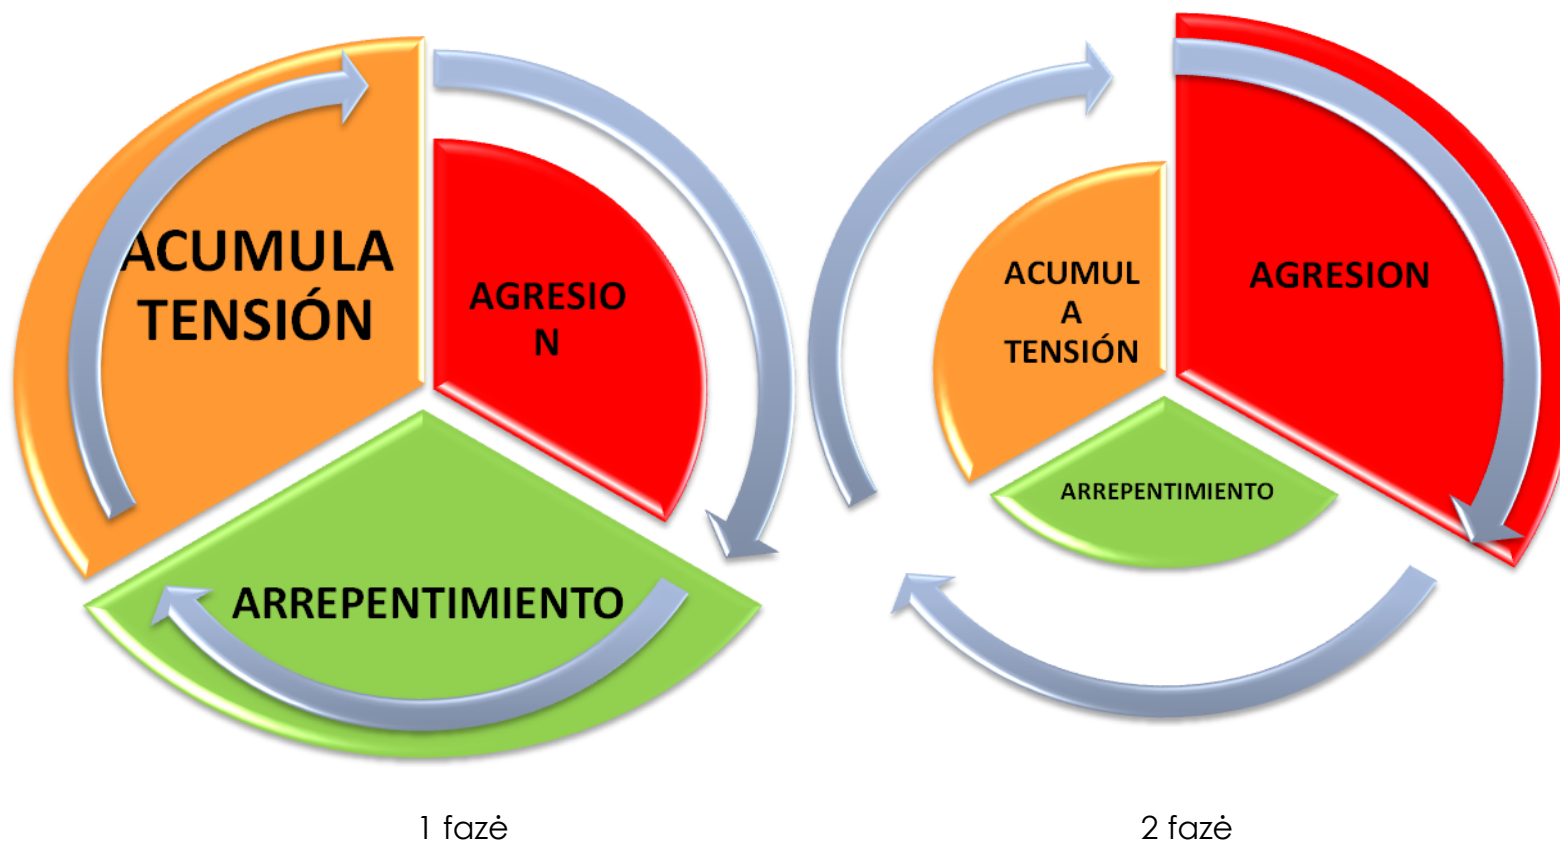 ACUMULA
TENSIÓN
AGRESIO
N
ARREPENTIMIENTO
1 fazė
ACUMUL
A
TENSIÓN
AGRESION
ARREPENTIMIENTO
2 fazė